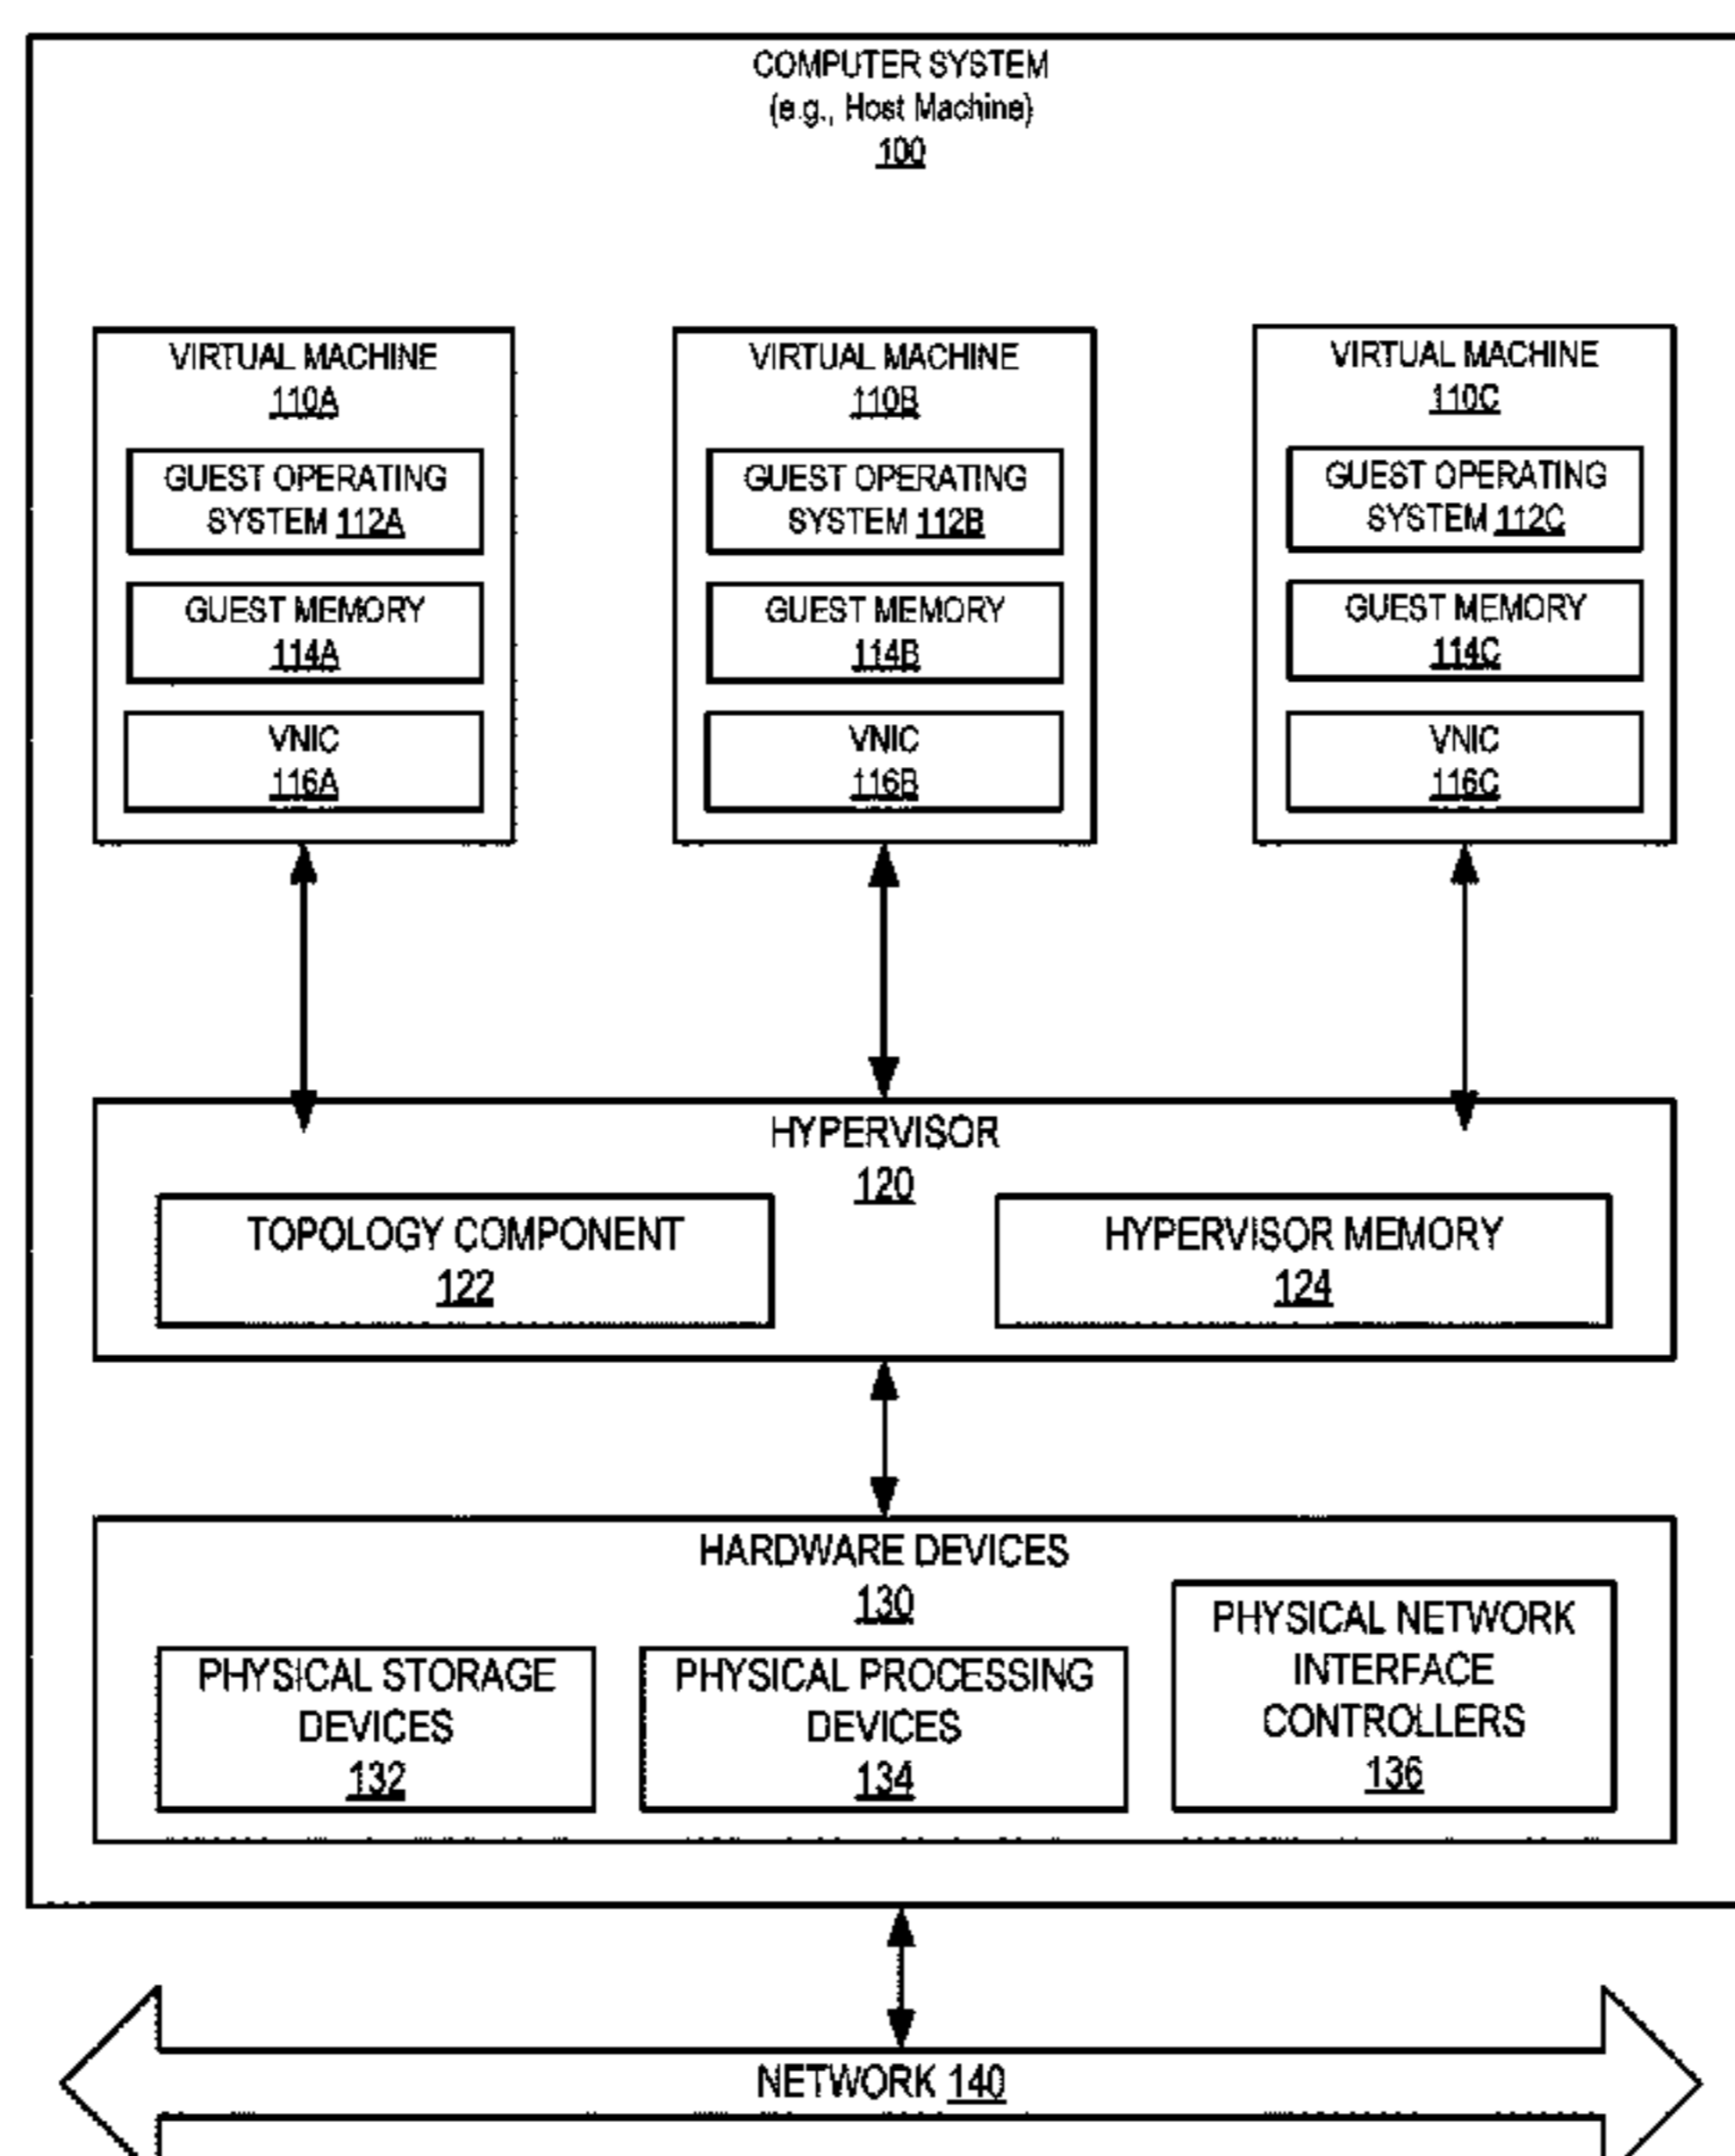 COMPUTER SYSTEM
(e.g., Host Machine)
100
VIRTUAL MACHINE
110A
GUEST OPERATING
SYSTEM 112A
GUEST MEMORY
114A
VNIC
116A
VIRTUAL MACHINE
110B
GUEST OPERATING
SYSTEM 112B
GUEST MEMORY
114B
VNIC
116B
VIRTUAL MACHINE
110C
GUEST OPERATING
SYSTEM 112C
GUEST MEMORY
114C
VNIC
116C
HYPERVISOR
120
TOPOLOGY COMPONENT
122
HYPERVISOR MEMORY
124
HARDWARE DEVICES
130
PHYSICAL STORAGE
DEVICES
132
PHYSICAL PROCESSING
DEVICES
134
PHYSICAL NETWORK
INTERFACE
CONTROLLERS
136
NETWORK 140